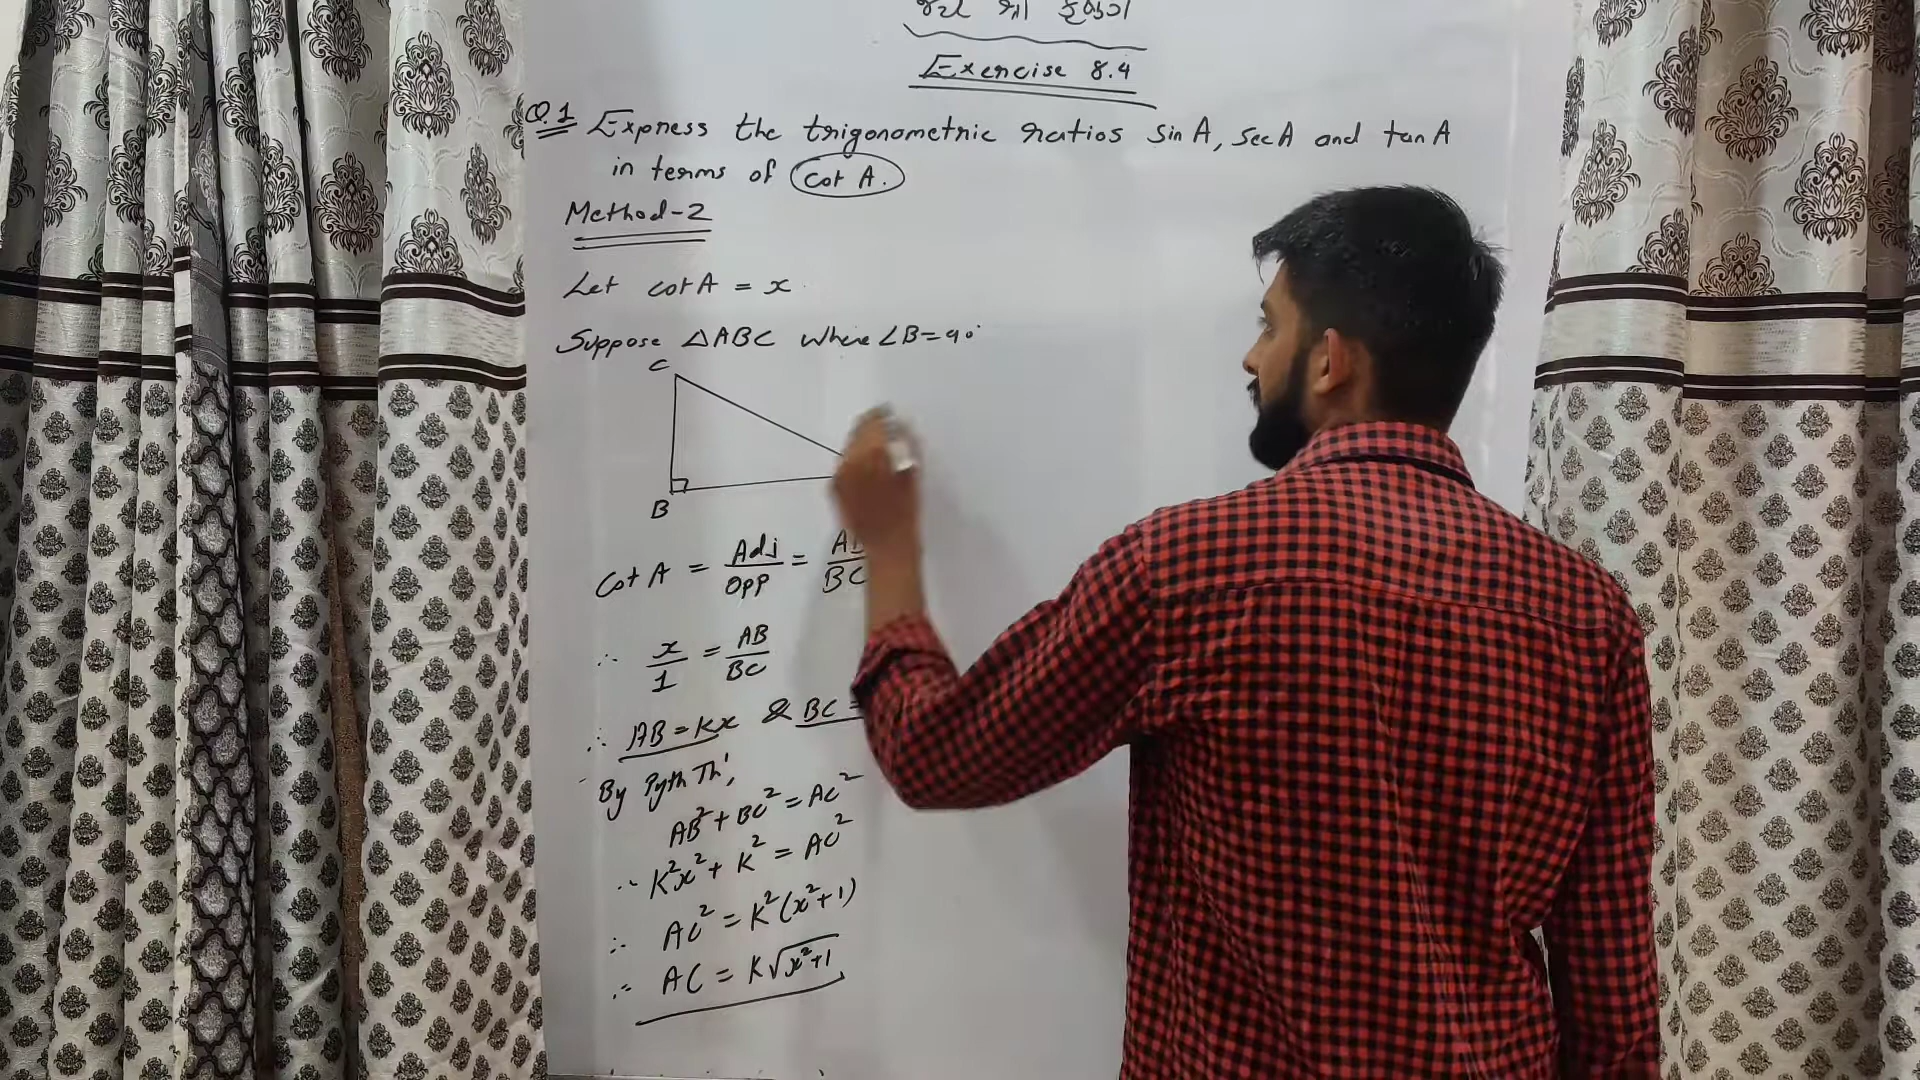 જય શ્રી
Exercise 8.4
Q.1 Express the trigonometric ratios sin A, sec A and tan A
in terms of cot A.
Method-2
Let cot A = x
Suppose △ABC where ∠B=90°
C
B
Cot A = Adj/Opp = AB/BC
∴ x/1 = AB/BC
∴ AB = Kx & BC =
By Pyth Th',
AB² + BC² = AC²
∴ K²x² + K² = AC²
∴ AC² = K²(x²+1)
∴ AC = K√x²+1